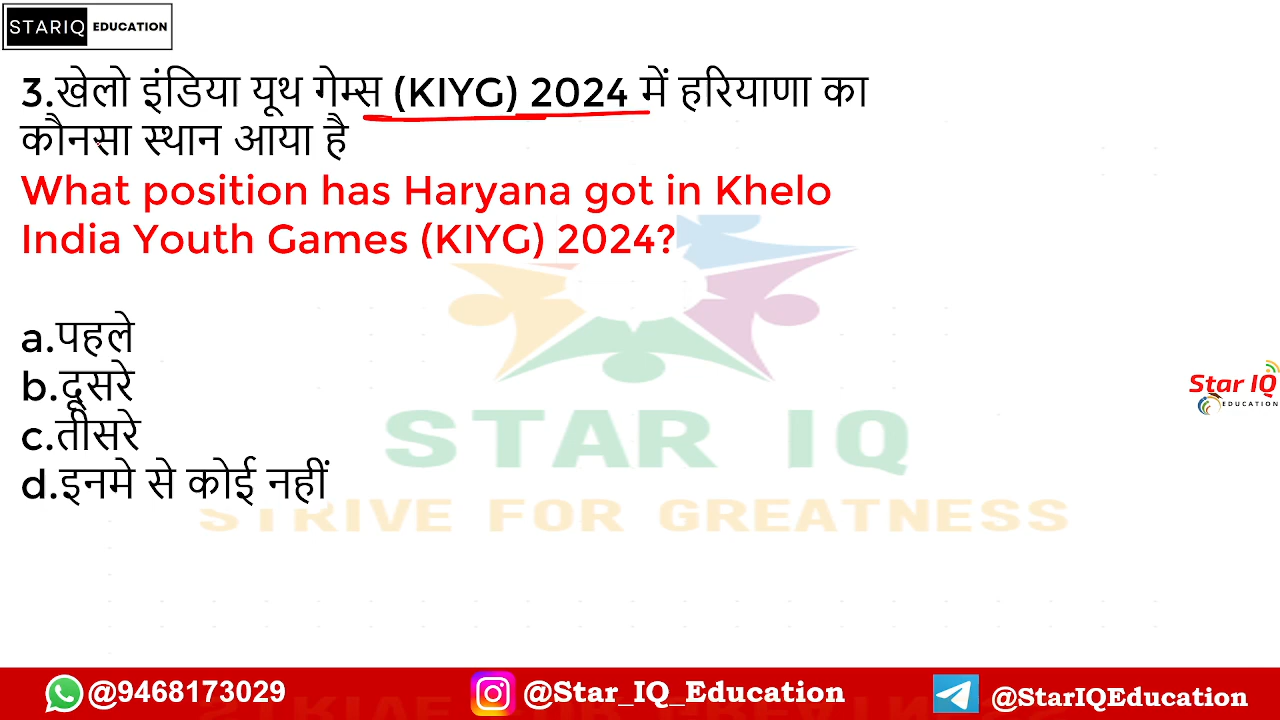 STARIQ EDUCATION
3.खेलो इंडिया यूथ गेम्स (KIYG) 2024 में हरियाणा का
कौनसा स्थान आया है
What position has Haryana got in Khelo
India Youth Games (KIYG) 2024?
a.पहले
b.दूसरे
c.तीसरे
d.इनमे से कोई नहीं
Star IQ
EDUCATION
STAR IQ
STRIVE FOR GREATNESS
@9468173029 @Star_IQ_Education @StarIQEducation